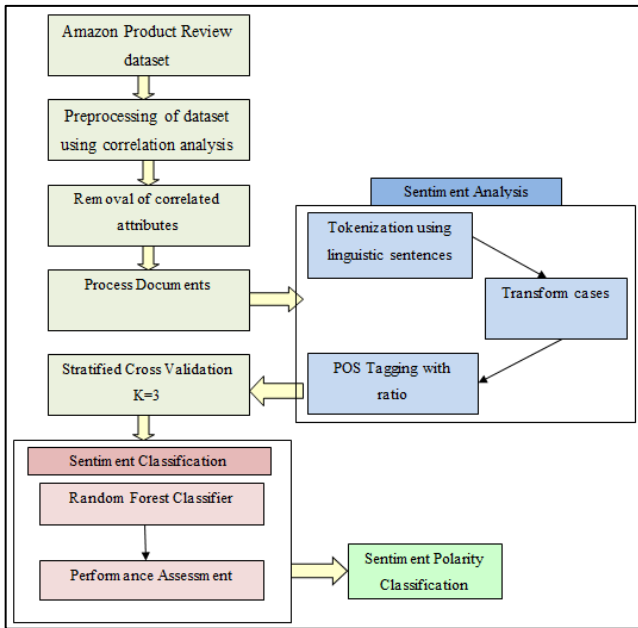 Amazon Product Review
dataset
Preprocessing of dataset
using correlation analysis
Removal of correlated
attributes
Process Documents
Sentiment Analysis
Tokenization using
linguistic sentences
Transform cases
POS Tagging with
ratio
Stratified Cross Validation
K=3
Sentiment Classification
Random Forest Classifier
Performance Assessment
Sentiment Polarity
Classification